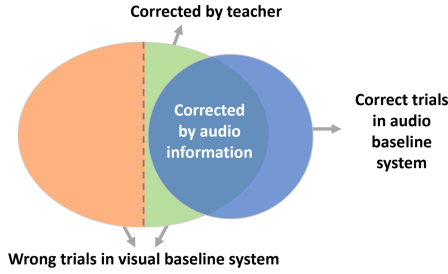 Corrected by teacher
Corrected
by audio
information
Correct trials
in audio
baseline
system
Wrong trials in visual baseline system